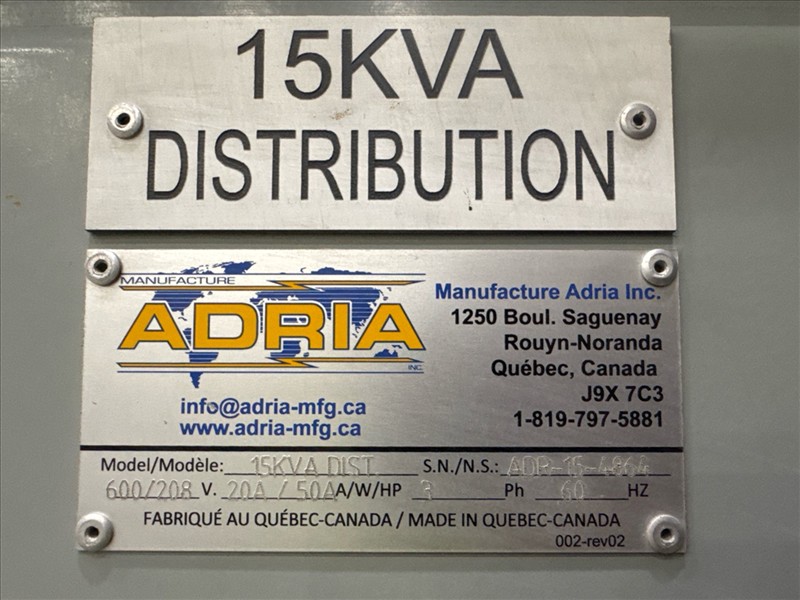 15KVA
DISTRIBUTION
MANUFACTURE
ADRIA
INC.
info@adria-mfg.ca
www.adria-mfg.ca
Manufacture Adria Inc.
1250 Boul. Saguenay
Rouyn-Noranda
Québec, Canada
J9X 7C3
1-819-797-5881
Model/Modèle: 15KVA DIST. S.N./N.S.: ADR-15-4864
600/208 V. 20A / 50A A/W/HP 3 Ph 60 HZ
FABRIQUÉ AU QUÉBEC-CANADA / MADE IN QUEBEC-CANADA
002-rev02